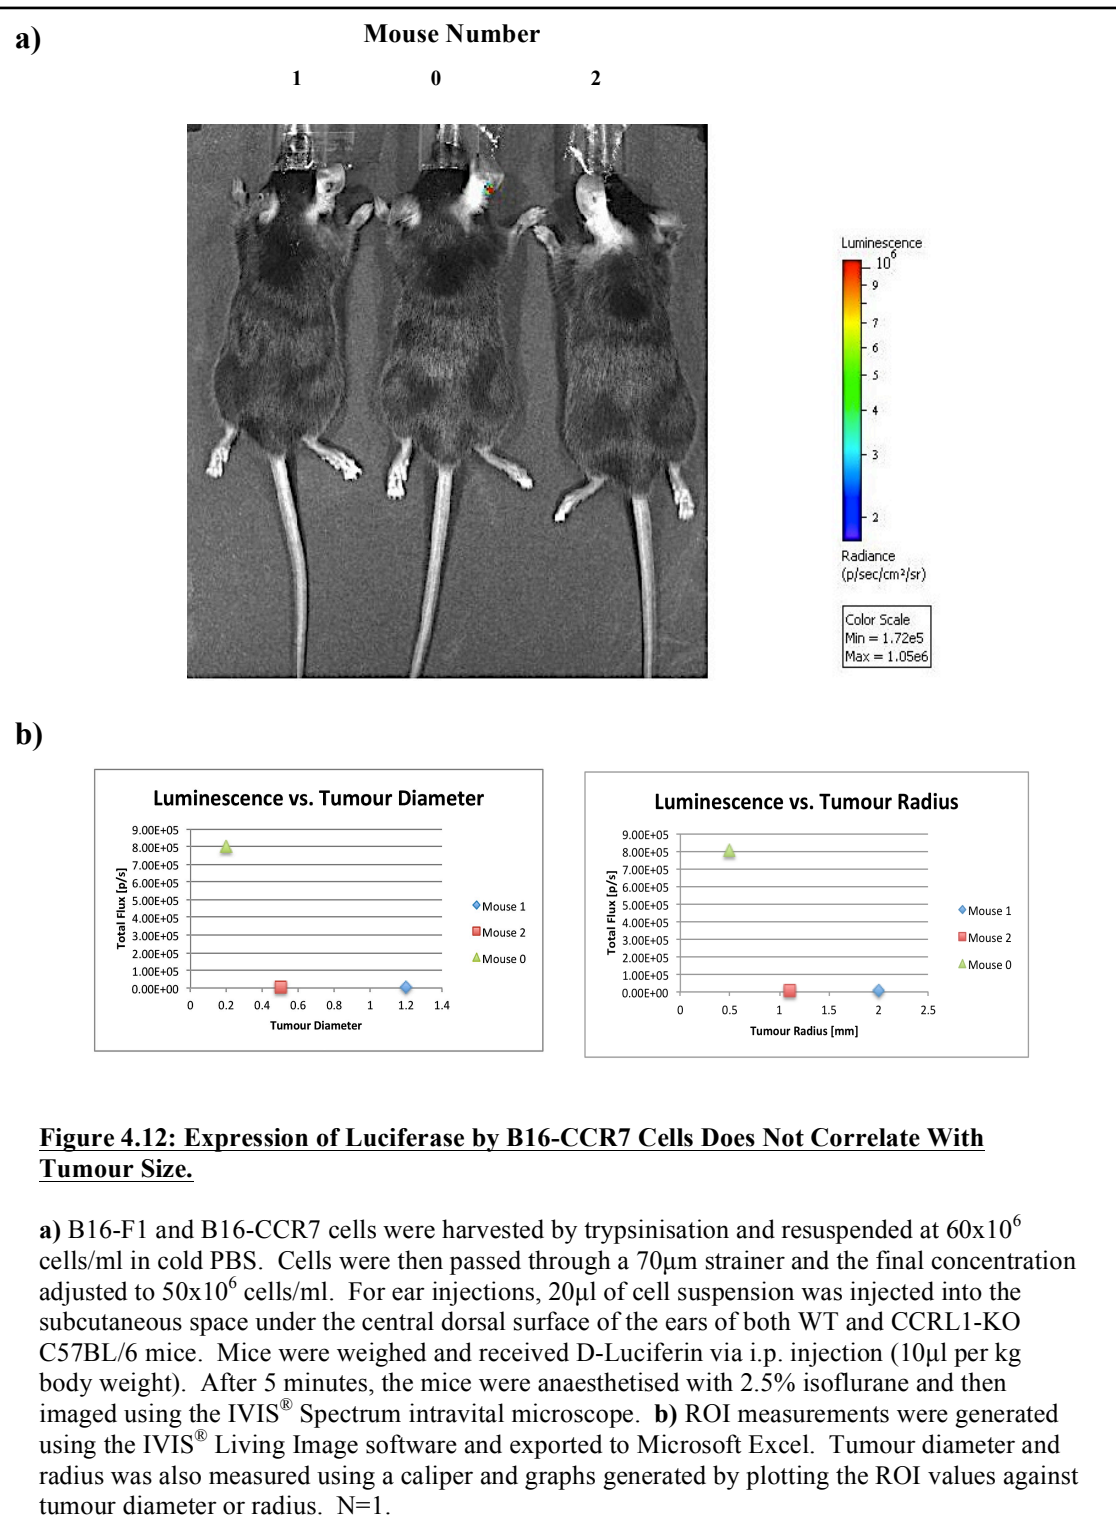 a)
Mouse Number
1 0 2
Luminescence
10^6
9
7
6
5
4
3
2
Radiance
(p/sec/cm²/sr)
Color Scale
Min = 1.72e5
Max = 1.05e6
b)
Luminescence vs. Tumour Diameter
Total Flux [p/s]
9.00E+05
8.00E+05
7.00E+05
6.00E+05
5.00E+05
4.00E+05
3.00E+05
2.00E+05
1.00E+05
0.00E+00
0 0.2 0.4 0.6 0.8 1 1.2 1.4
Tumour Diameter
Mouse 1
Mouse 2
Mouse 0
Luminescence vs. Tumour Radius
Total Flux [p/s]
9.00E+05
8.00E+05
7.00E+05
6.00E+05
5.00E+05
4.00E+05
3.00E+05
2.00E+05
1.00E+05
0.00E+00
0 0.5 1 1.5 2 2.5
Tumour Radius [mm]
Mouse 1
Mouse 2
Mouse 0
Figure 4.12: Expression of Luciferase by B16-CCR7 Cells Does Not Correlate With
Tumour Size.
a) B16-F1 and B16-CCR7 cells were harvested by trypsinisation and resuspended at 60x10^6
cells/ml in cold PBS. Cells were then passed through a 70µm strainer and the final concentration
adjusted to 50x10^6 cells/ml. For ear injections, 20µl of cell suspension was injected into the
subcutaneous space under the central dorsal surface of the ears of both WT and CCRL1-KO
C57BL/6 mice. Mice were weighed and received D-Luciferin via i.p. injection (10µl per kg
body weight). After 5 minutes, the mice were anaesthetised with 2.5% isoflurane and then
imaged using the IVIS® Spectrum intravital microscope. b) ROI measurements were generated
using the IVIS® Living Image software and exported to Microsoft Excel. Tumour diameter and
radius was also measured using a caliper and graphs generated by plotting the ROI values against
tumour diameter or radius. N=1.